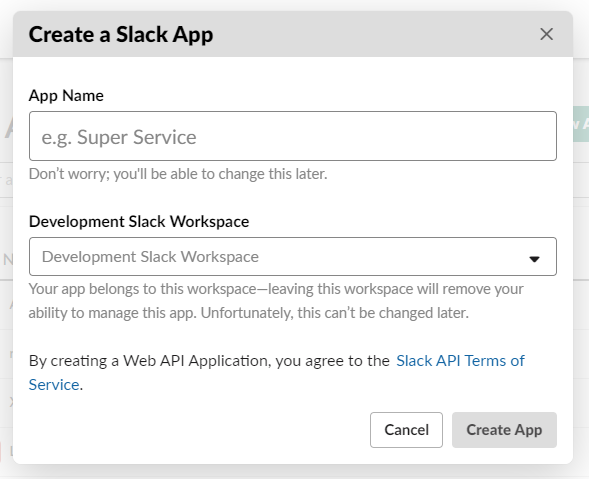 Create a Slack App
App Name
e.g. Super Service
Don't worry; you'll be able to change this later.
Development Slack Workspace
Development Slack Workspace
Your app belongs to this workspace—leaving this workspace will remove your
ability to manage this app. Unfortunately, this can't be changed later.
By creating a Web API Application, you agree to the Slack API Terms of
Service.
Cancel
Create App